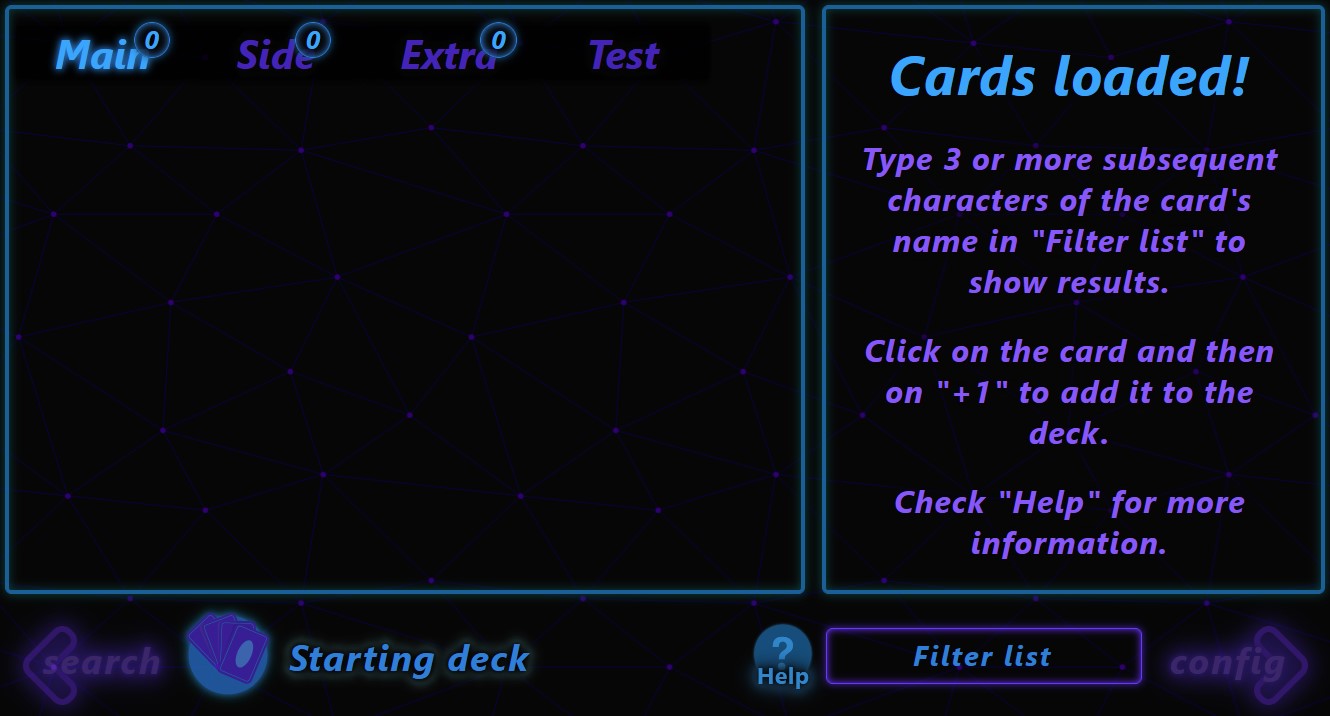 Main 0 Side 0 Extra 0 Test
Cards loaded!
Type 3 or more subsequent
characters of the card's
name in "Filter list" to
show results.
Click on the card and then
on "+1" to add it to the
deck.
Check "Help" for more
information.
search
Starting deck
?
Help
Filter list
config